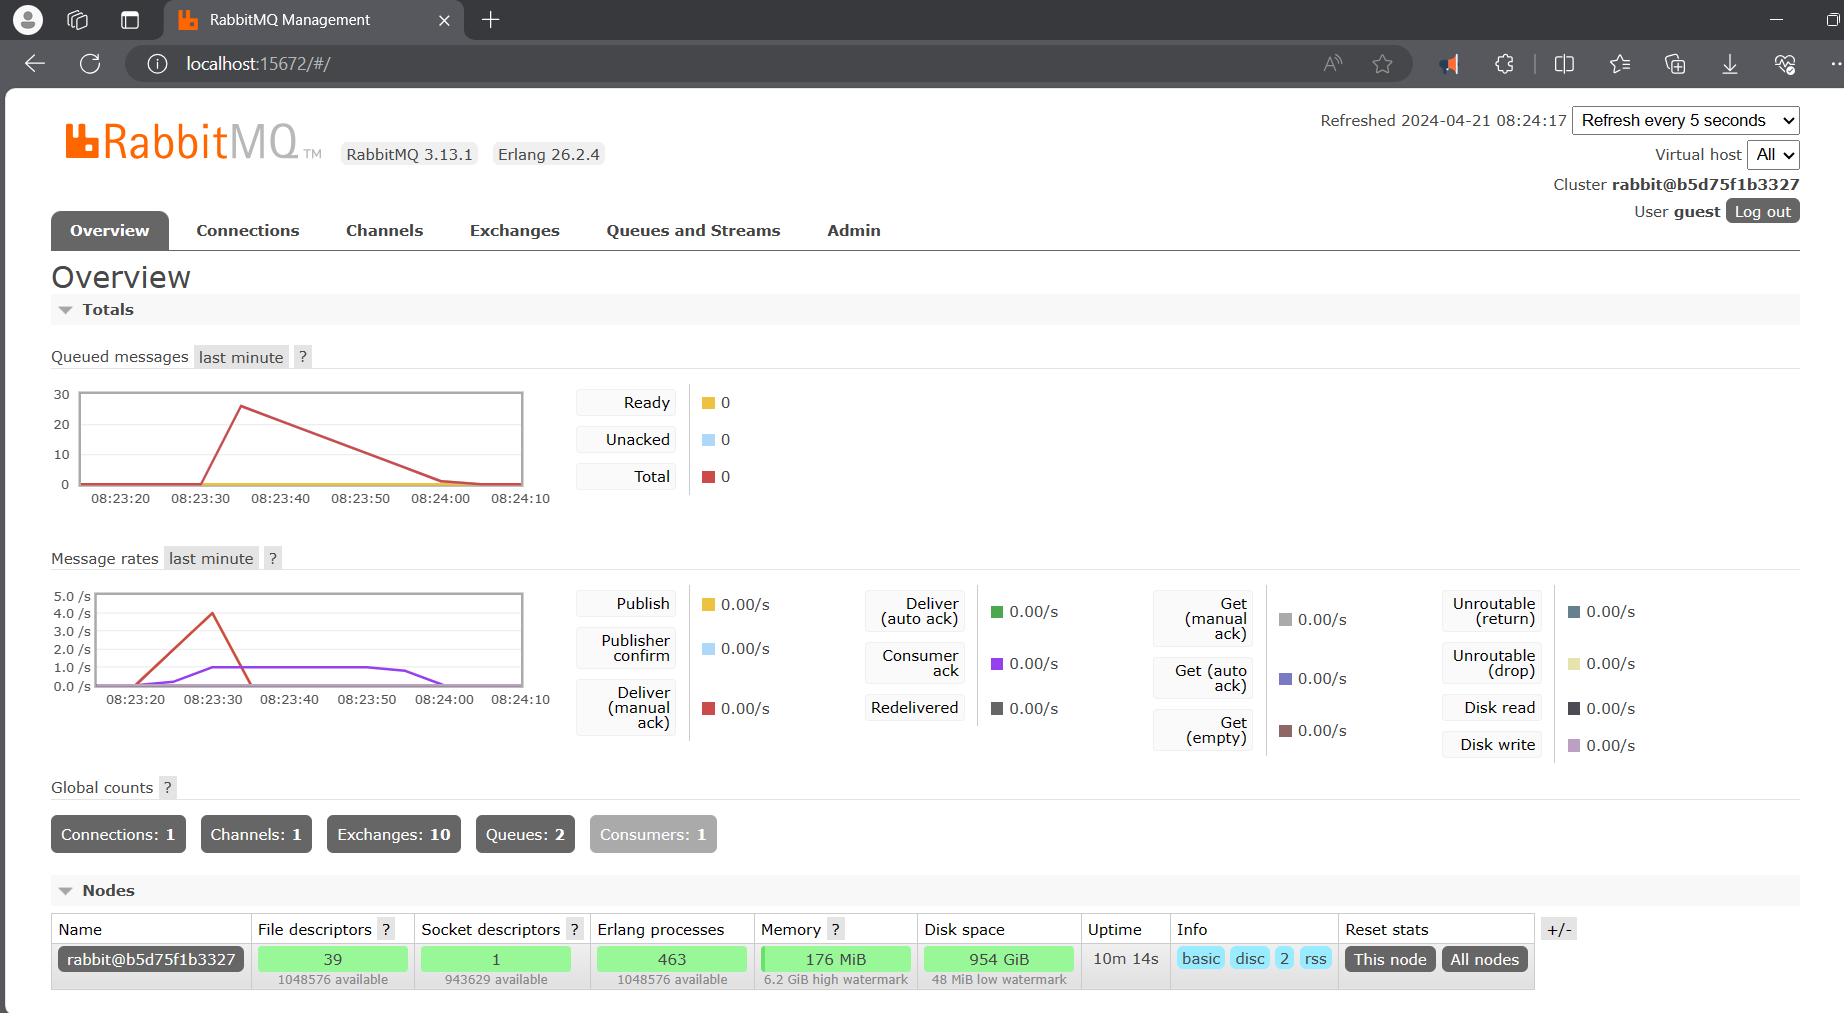 RabbitMQ Management
localhost:15672/#/
RabbitMQ TM RabbitMQ 3.13.1 Erlang 26.2.4
Refreshed 2024-04-21 08:24:17 Refresh every 5 seconds
Virtual host All
Cluster rabbit@b5d75f1b3327
User guest Log out
Overview Connections Channels Exchanges Queues and Streams Admin
Overview
Totals
Queued messages last minute ?
30
20
10
0
08:23:20 08:23:30 08:23:40 08:23:50 08:24:00 08:24:10
Ready 0
Unacked 0
Total 0
Message rates last minute ?
5.0 /s
4.0 /s
3.0 /s
2.0 /s
1.0 /s
0.0 /s
08:23:20 08:23:30 08:23:40 08:23:50 08:24:00 08:24:10
Publish 0.00/s
Publisher
confirm 0.00/s
Deliver
(manual
ack) 0.00/s
Deliver
(auto ack) 0.00/s
Consumer
ack 0.00/s
Redelivered 0.00/s
Get
(manual
ack) 0.00/s
Get (auto
ack) 0.00/s
Get
(empty) 0.00/s
Unroutable
(return) 0.00/s
Unroutable
(drop) 0.00/s
Disk read 0.00/s
Disk write 0.00/s
Global counts ?
Connections: 1 Channels: 1 Exchanges: 10 Queues: 2 Consumers: 1
Nodes
Name File descriptors ? Socket descriptors ? Erlang processes Memory ? Disk space Uptime Info Reset stats +/-
rabbit@b5d75f1b3327 39 1 463 176 MiB 954 GiB 10m 14s basic disc 2 rss This node All nodes
1048576 available 943629 available 1048576 available 6.2 GiB high watermark 48 MiB low watermark